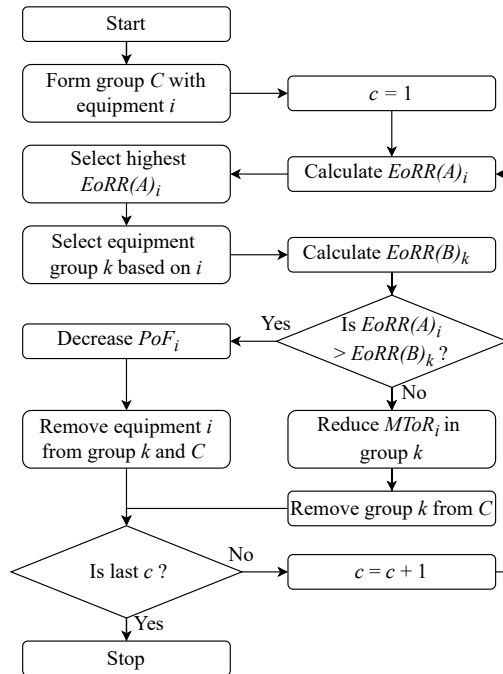 Start
Form group C with
equipment i
c = 1
Calculate EoRR(A)i
Select highest
EoRR(A)i
Select equipment
group k based on i
Calculate EoRR(B)k
Is EoRR(A)i
> EoRR(B)k ?
Yes
No
Decrease PoFi
Remove equipment i
from group k and C
Reduce MToRi in
group k
Remove group k from C
Is last c ?
No
c = c + 1
Yes
Stop